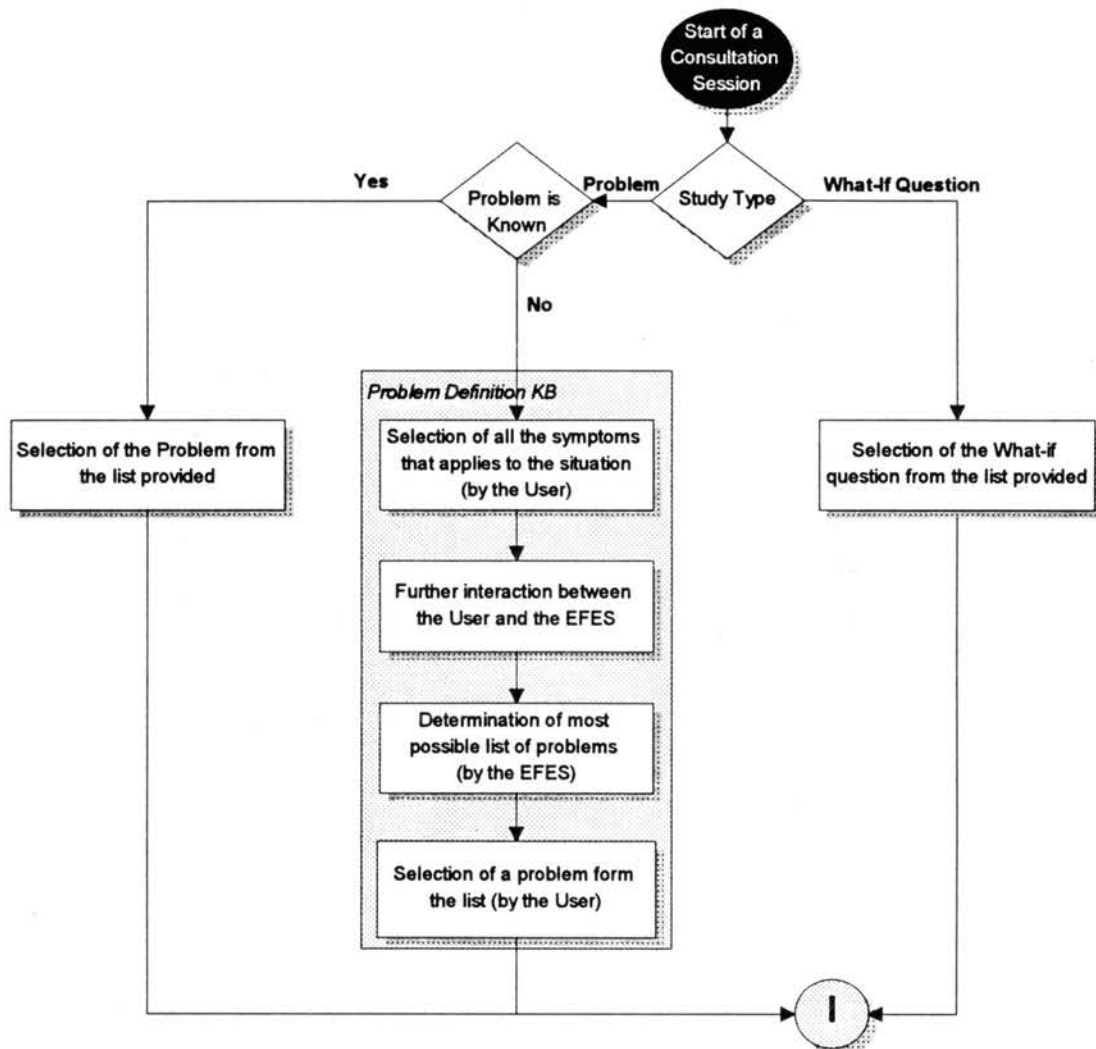 Start of a
Consultation
Session
Yes
Problem
What-If Question
Problem is
Known
Study Type
No
Problem Definition KB
Selection of the Problem from
the list provided
Selection of all the symptoms
that applies to the situation
(by the User)
Selection of the What-if
question from the list provided
Further interaction between
the User and the EFES
Determination of most
possible list of problems
(by the EFES)
Selection of a problem form
the list (by the User)
I